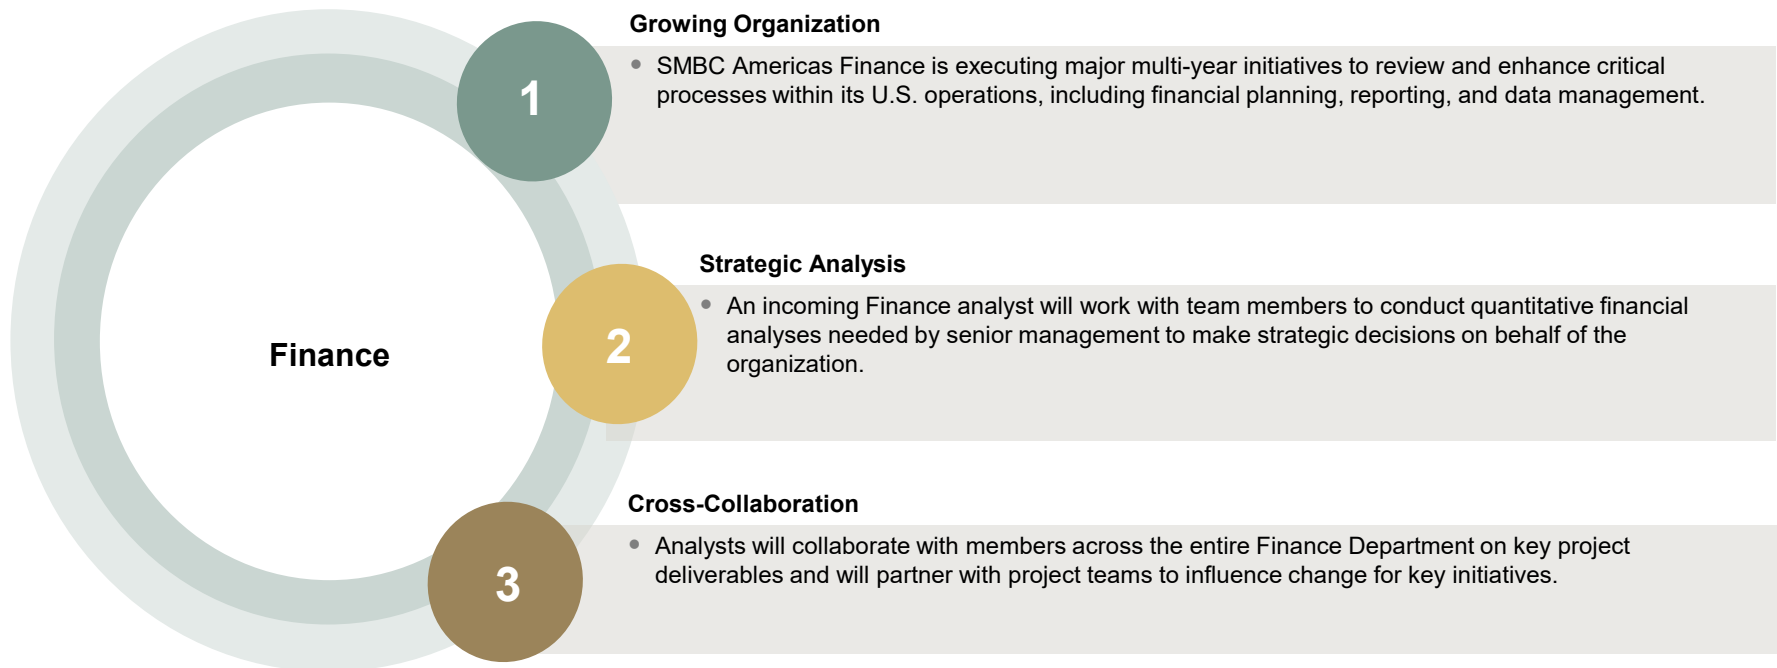 Growing Organization
1
• SMBC Americas Finance is executing major multi-year initiatives to review and enhance critical
processes within its U.S. operations, including financial planning, reporting, and data management.
Strategic Analysis
2
• An incoming Finance analyst will work with team members to conduct quantitative financial
analyses needed by senior management to make strategic decisions on behalf of the
organization.
Finance
Cross-Collaboration
3
• Analysts will collaborate with members across the entire Finance Department on key project
deliverables and will partner with project teams to influence change for key initiatives.